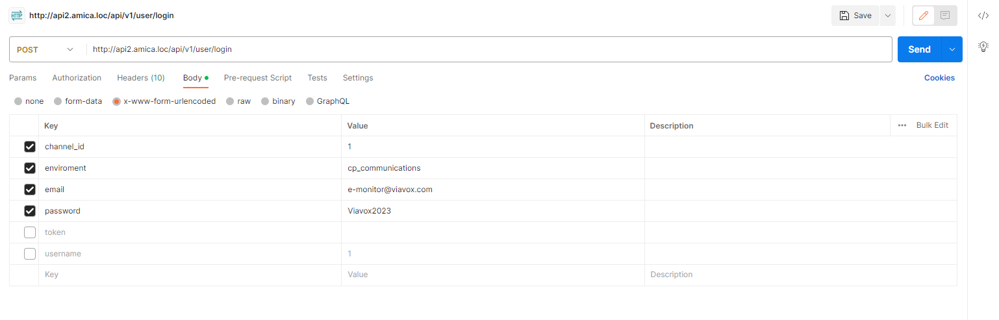 HTTP http://api2.amica.loc/api/v1/user/login Save </>
POST http://api2.amica.loc/api/v1/user/login Send
Params Authorization Headers (10) Body Pre-request Script Tests Settings Cookies
none form-data x-www-form-urlencoded raw binary GraphQL
Key Value Description ••• Bulk Edit
channel_id 1
enviroment cp_communications
email e-monitor@viavox.com
password Viavox2023
token
username 1
Key Value Description